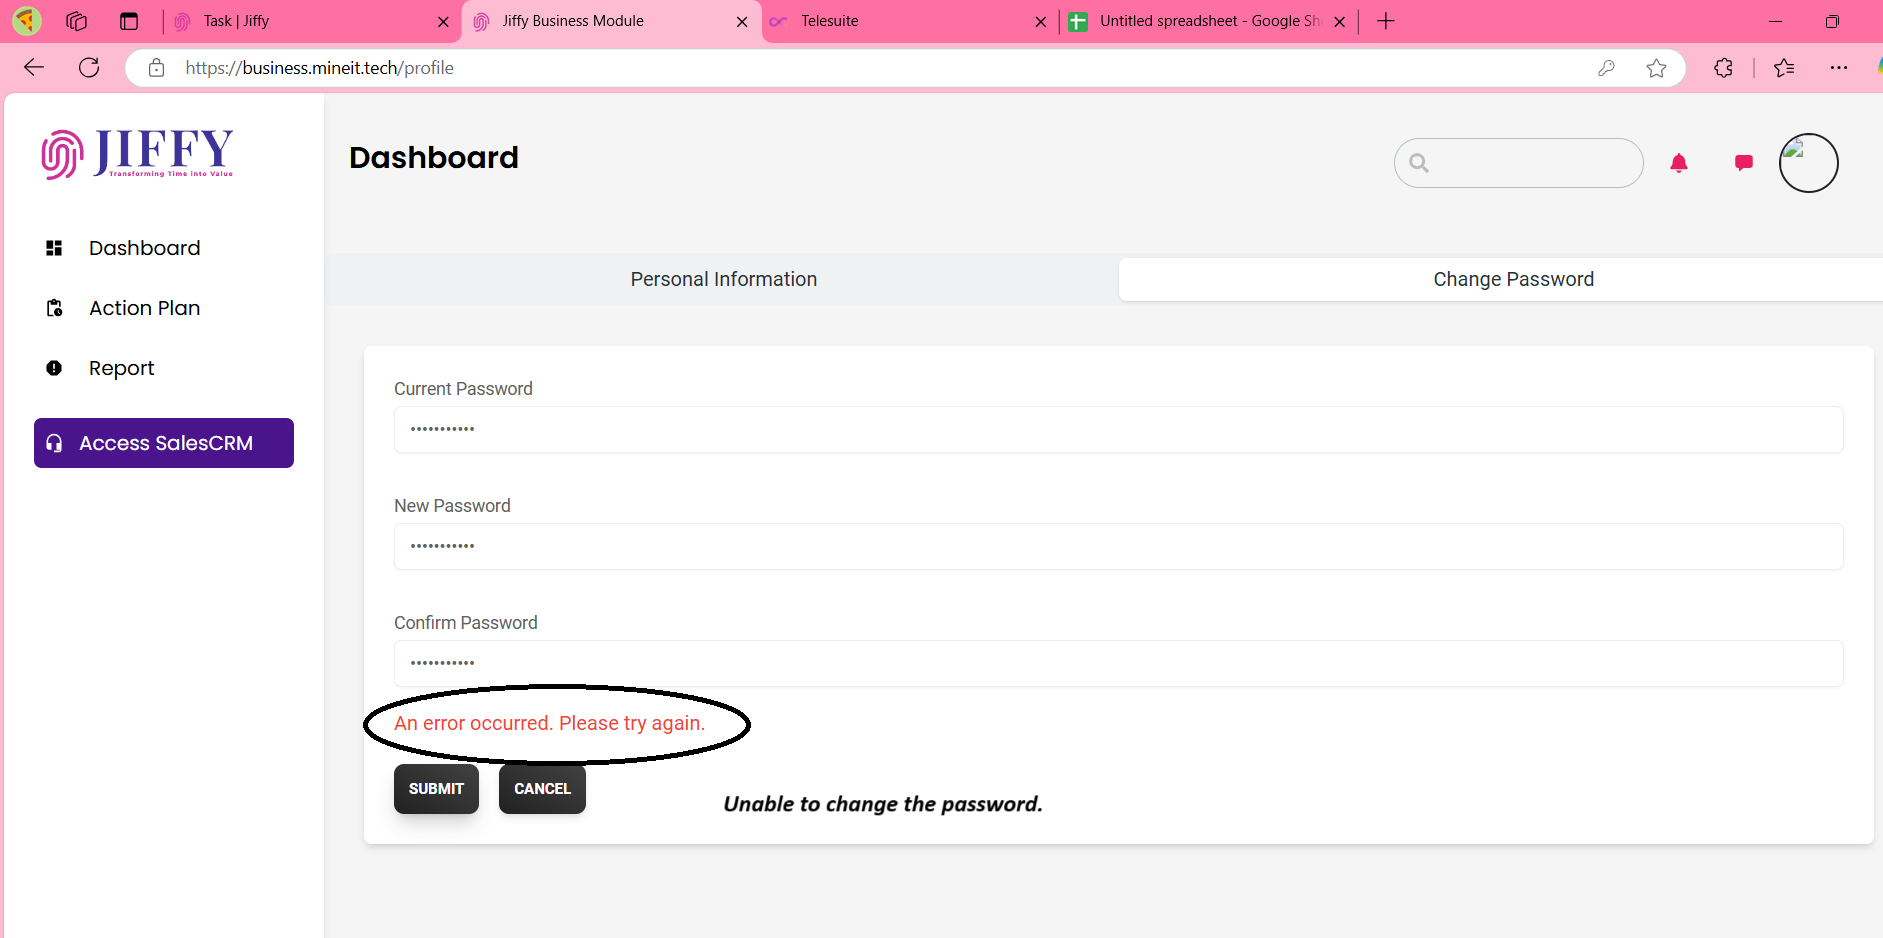 Task | Jiffy
Jiffy Business Module
Telesuite
Untitled spreadsheet - Google Sh
https://business.mineit.tech/profile
JIFFY
Transforming Time into Value
Dashboard
Dashboard
Action Plan
Report
Access SalesCRM
Personal Information
Change Password
Current Password
•••••••••••
New Password
•••••••••••
Confirm Password
•••••••••••
An error occurred. Please try again.
SUBMIT
CANCEL
Unable to change the password.